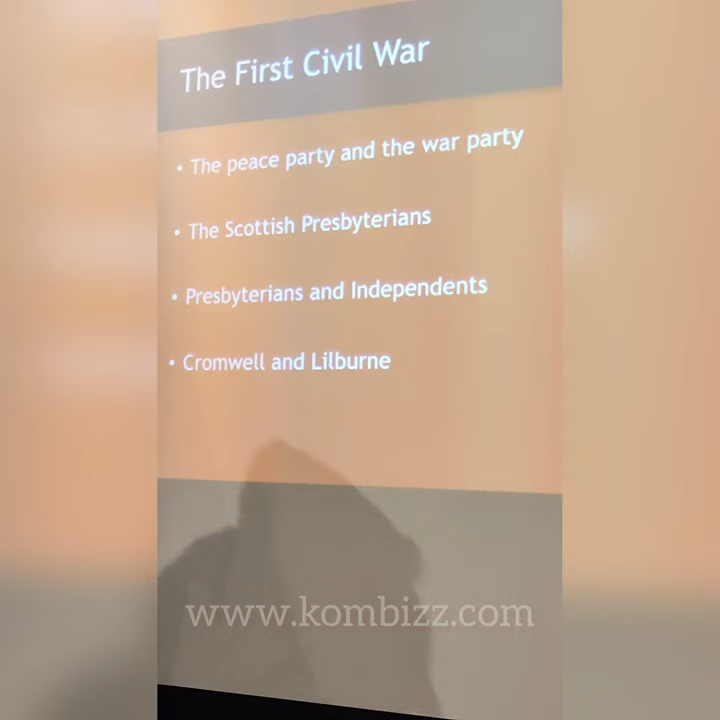 The First Civil War
• The peace party and the war party
• The Scottish Presbyterians
• Presbyterians and Independents
• Cromwell and Lilburne
www.kombizz.com